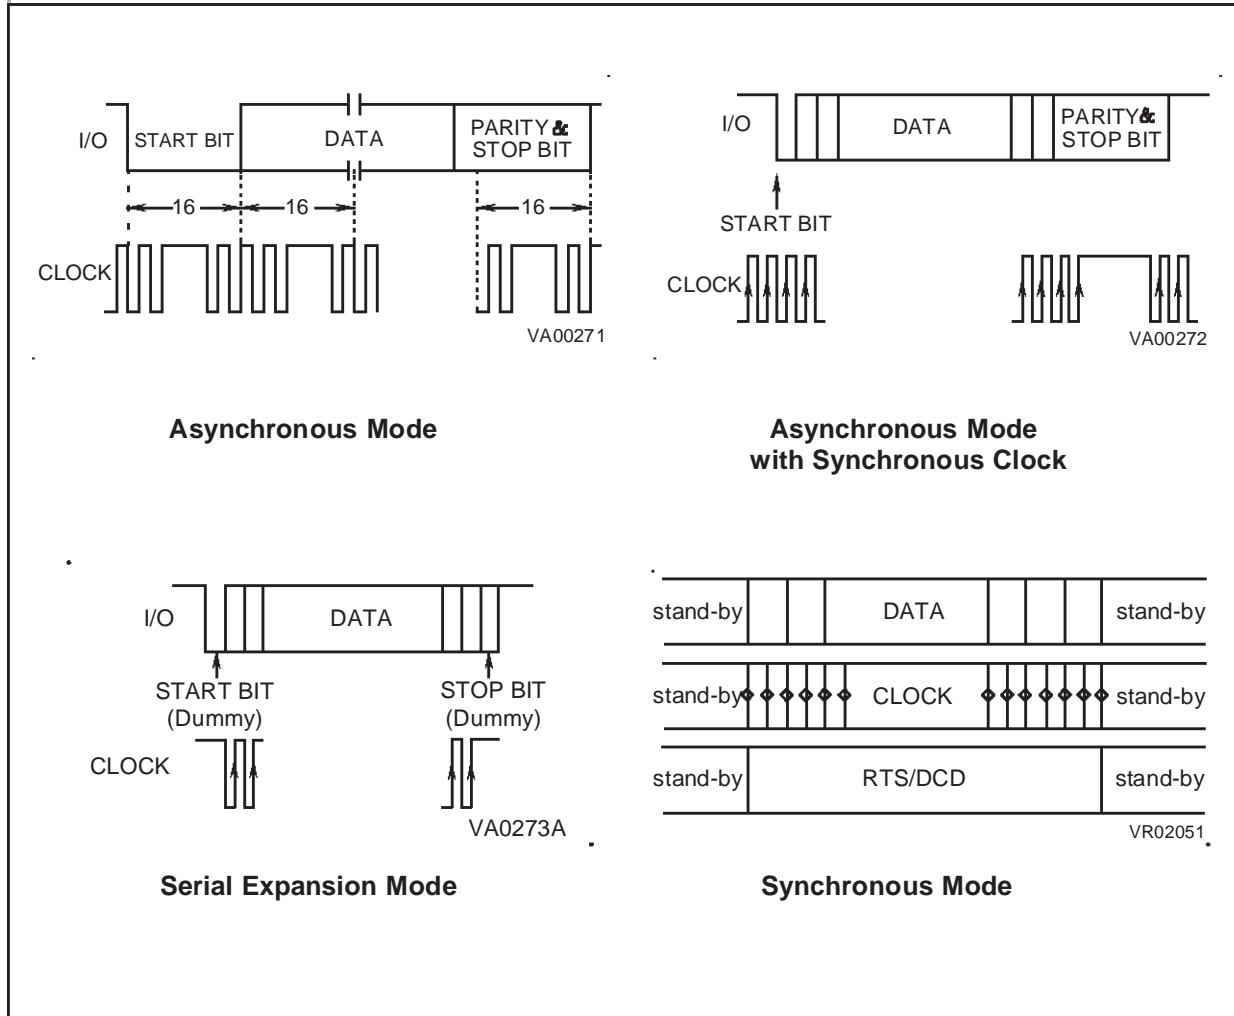 I/O
START BIT
DATA
PARITY &
STOP BIT
16
16
16
CLOCK
VA00271
Asynchronous Mode
I/O
DATA
PARITY &
STOP BIT
START BIT
CLOCK
VA00272
Asynchronous Mode
with Synchronous Clock
I/O
DATA
START BIT
(Dummy)
STOP BIT
(Dummy)
CLOCK
VA0273A
Serial Expansion Mode
stand-by
DATA
stand-by
stand-by
CLOCK
stand-by
stand-by
RTS/DCD
stand-by
VR02051
Synchronous Mode